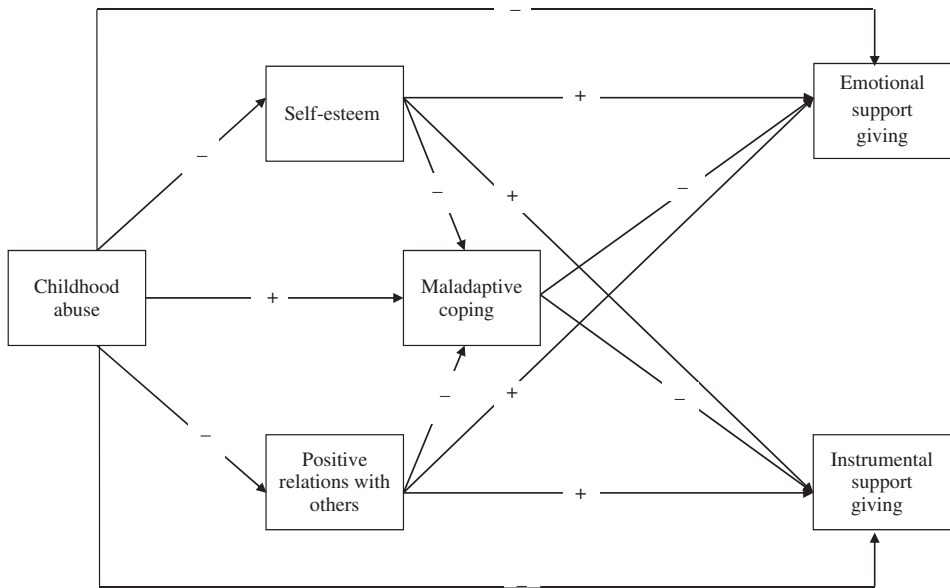 –
Self-esteem
+
Emotional
support
giving
–
–
+
–
Childhood
abuse
+
Maladaptive
coping
–
–
+
–
Positive
relations with
others
+
Instrumental
support
giving
–